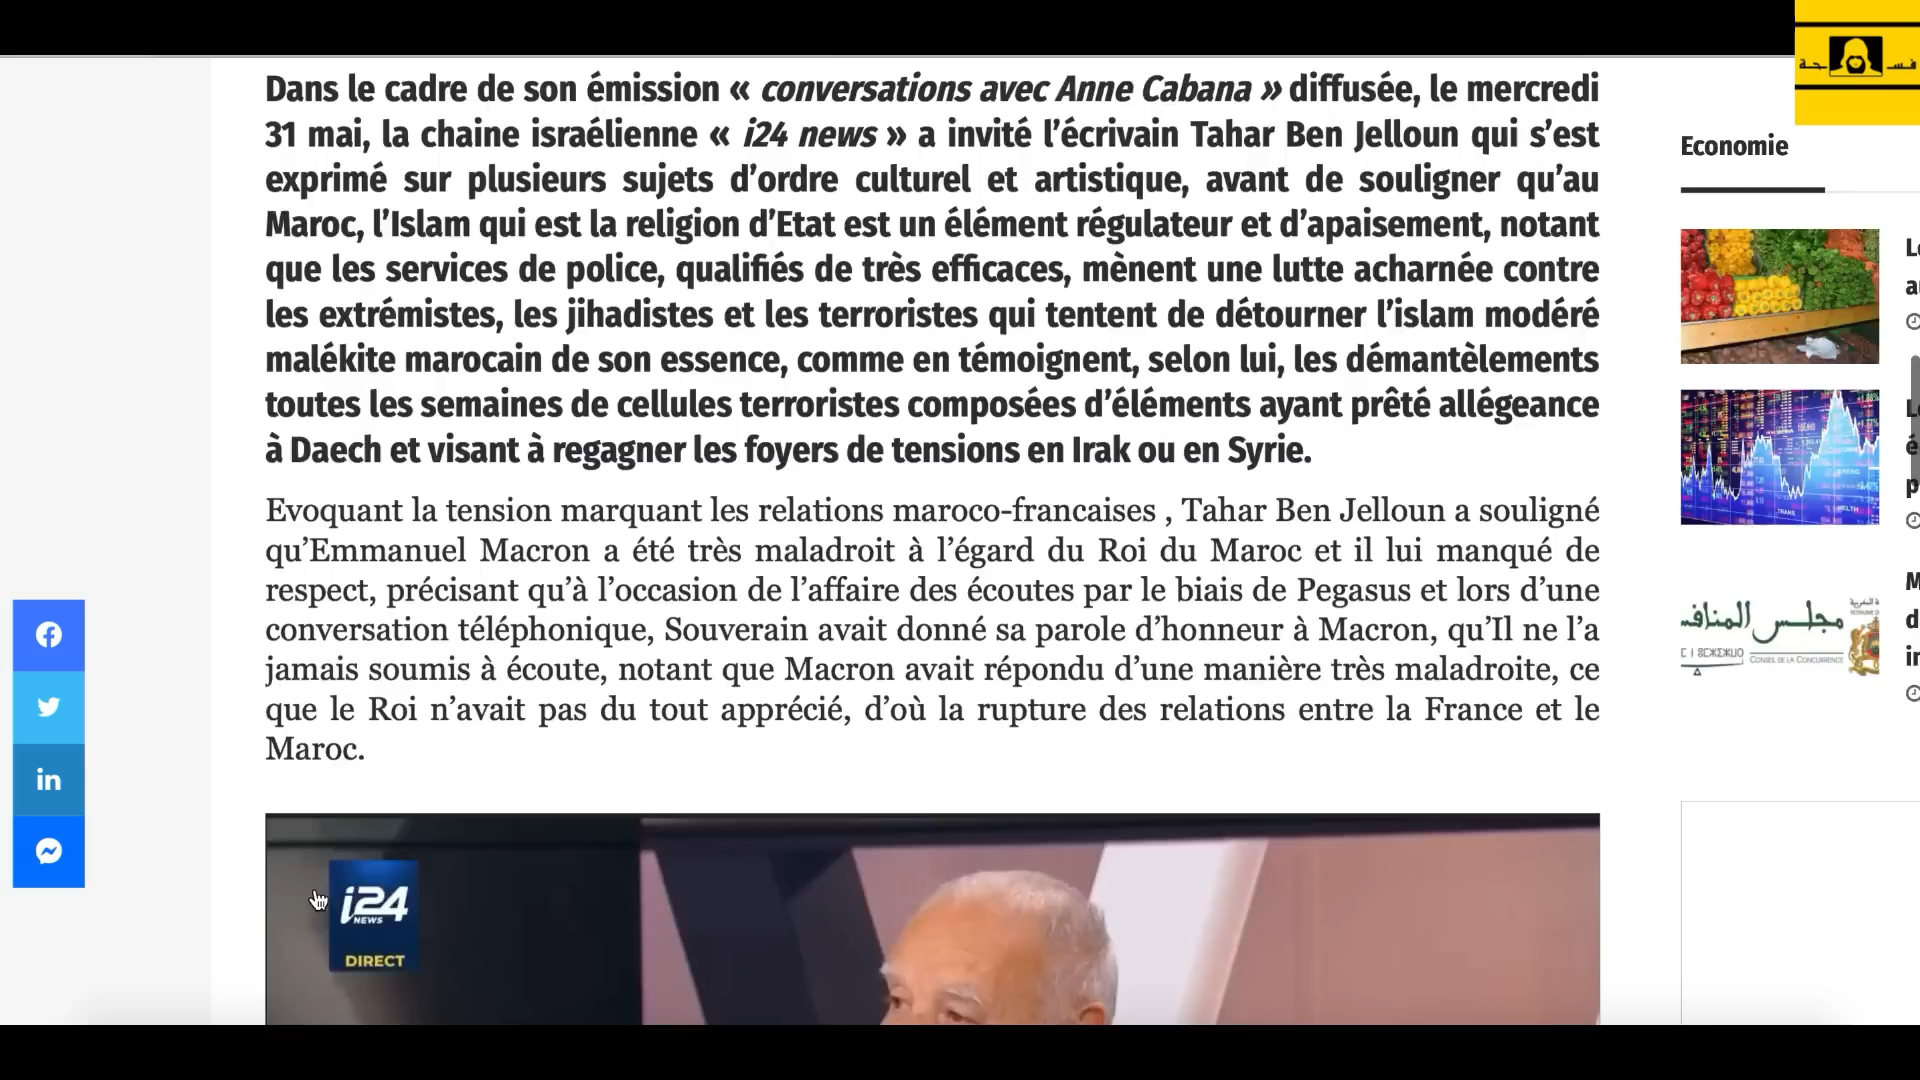 Dans le cadre de son émission « conversations avec Anne Cabana » diffusée, le mercredi
31 mai, la chaine israélienne « i24 news » a invité l’écrivain Tahar Ben Jelloun qui s’est
exprimé sur plusieurs sujets d’ordre culturel et artistique, avant de souligner qu’au
Maroc, l’Islam qui est la religion d’Etat est un élément régulateur et d’apaisement, notant
que les services de police, qualifiés de très efficaces, mènent une lutte acharnée contre
les extrémistes, les jihadistes et les terroristes qui tentent de détourner l’islam modéré
malékite marocain de son essence, comme en témoignent, selon lui, les démantèlements
toutes les semaines de cellules terroristes composées d’éléments ayant prêté allégeance
à Daech et visant à regagner les foyers de tensions en Irak ou en Syrie.
Evoquant la tension marquant les relations maroco-francaises , Tahar Ben Jelloun a souligné
qu’Emmanuel Macron a été très maladroit à l’égard du Roi du Maroc et il lui manqué de
respect, précisant qu’à l’occasion de l’affaire des écoutes par le biais de Pegasus et lors d’une
conversation téléphonique, Souverain avait donné sa parole d’honneur à Macron, qu’Il ne l’a
jamais soumis à écoute, notant que Macron avait répondu d’une manière très maladroite, ce
que le Roi n’avait pas du tout apprécié, d’où la rupture des relations entre la France et le
Maroc.
i24
NEWS
DIRECT
فسحة
Economie
مجلس المنافس
CONSEIL DE LA CONCURRENCE
in